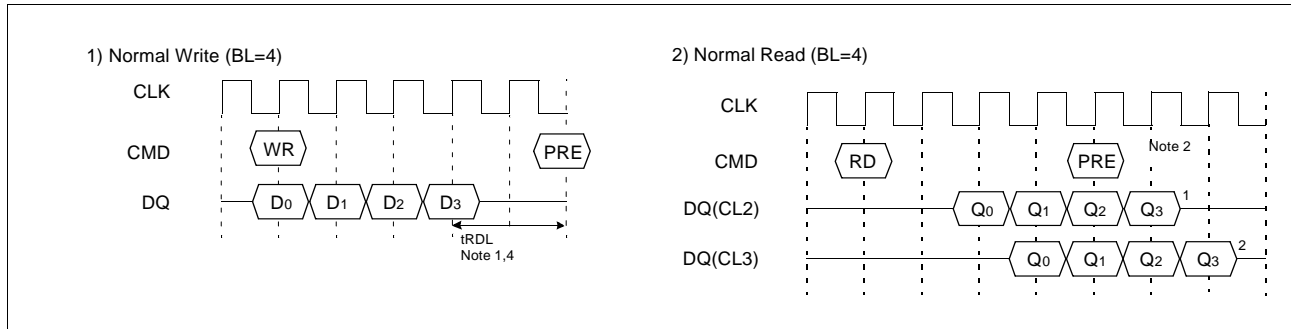 1) Normal Write (BL=4)
CLK
CMD
WR
PRE
DQ
D0
D1
D2
D3
tRDL
Note 1,4
2) Normal Read (BL=4)
CLK
CMD
RD
PRE
Note 2
DQ(CL2)
Q0
Q1
Q2
Q3
1
DQ(CL3)
Q0
Q1
Q2
Q3
2